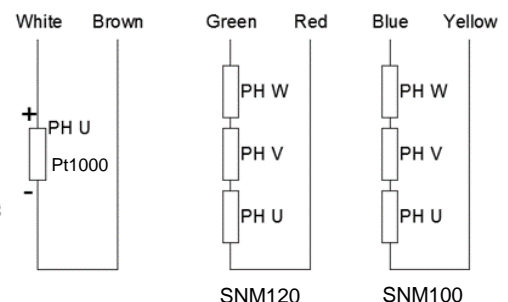 White Brown Green Red Blue Yellow
+
PH U
Pt1000
-
PH W
PH V
PH U
SNM120
PH W
PH V
PH U
SNM100